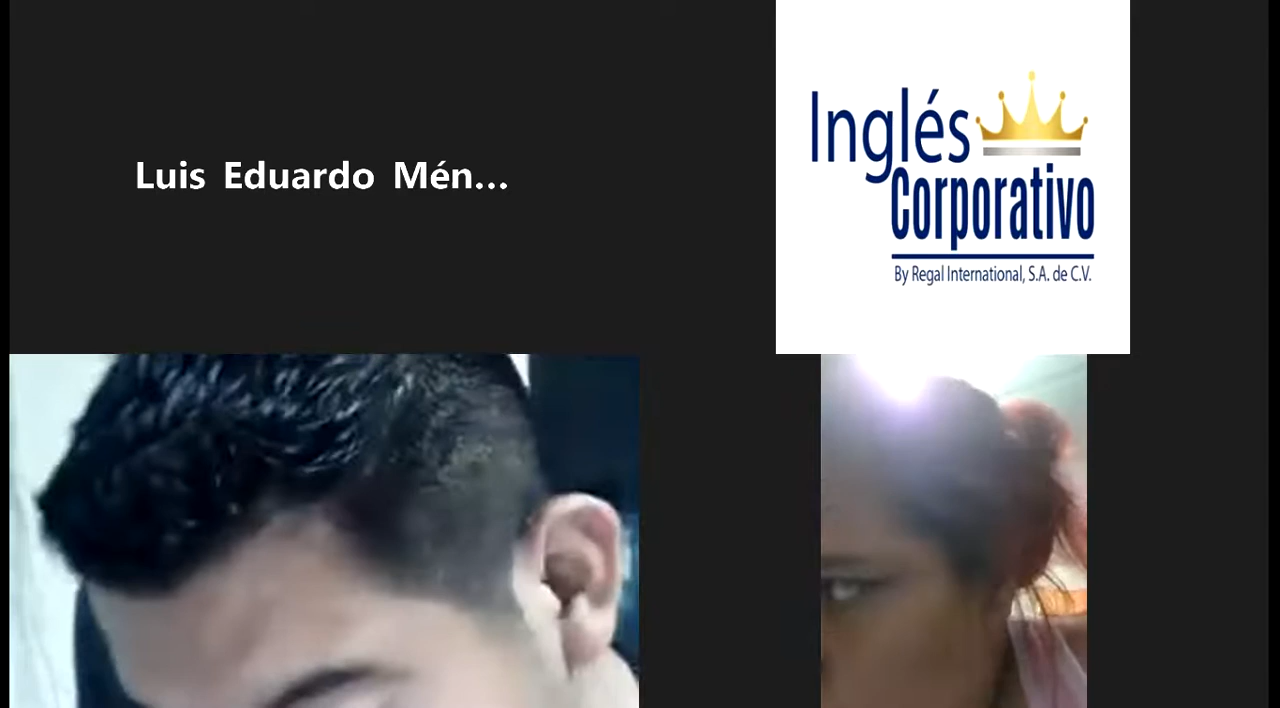 Luis Eduardo Mén...
Inglés
Corporativo
By Regal International, S.A. de C.V.